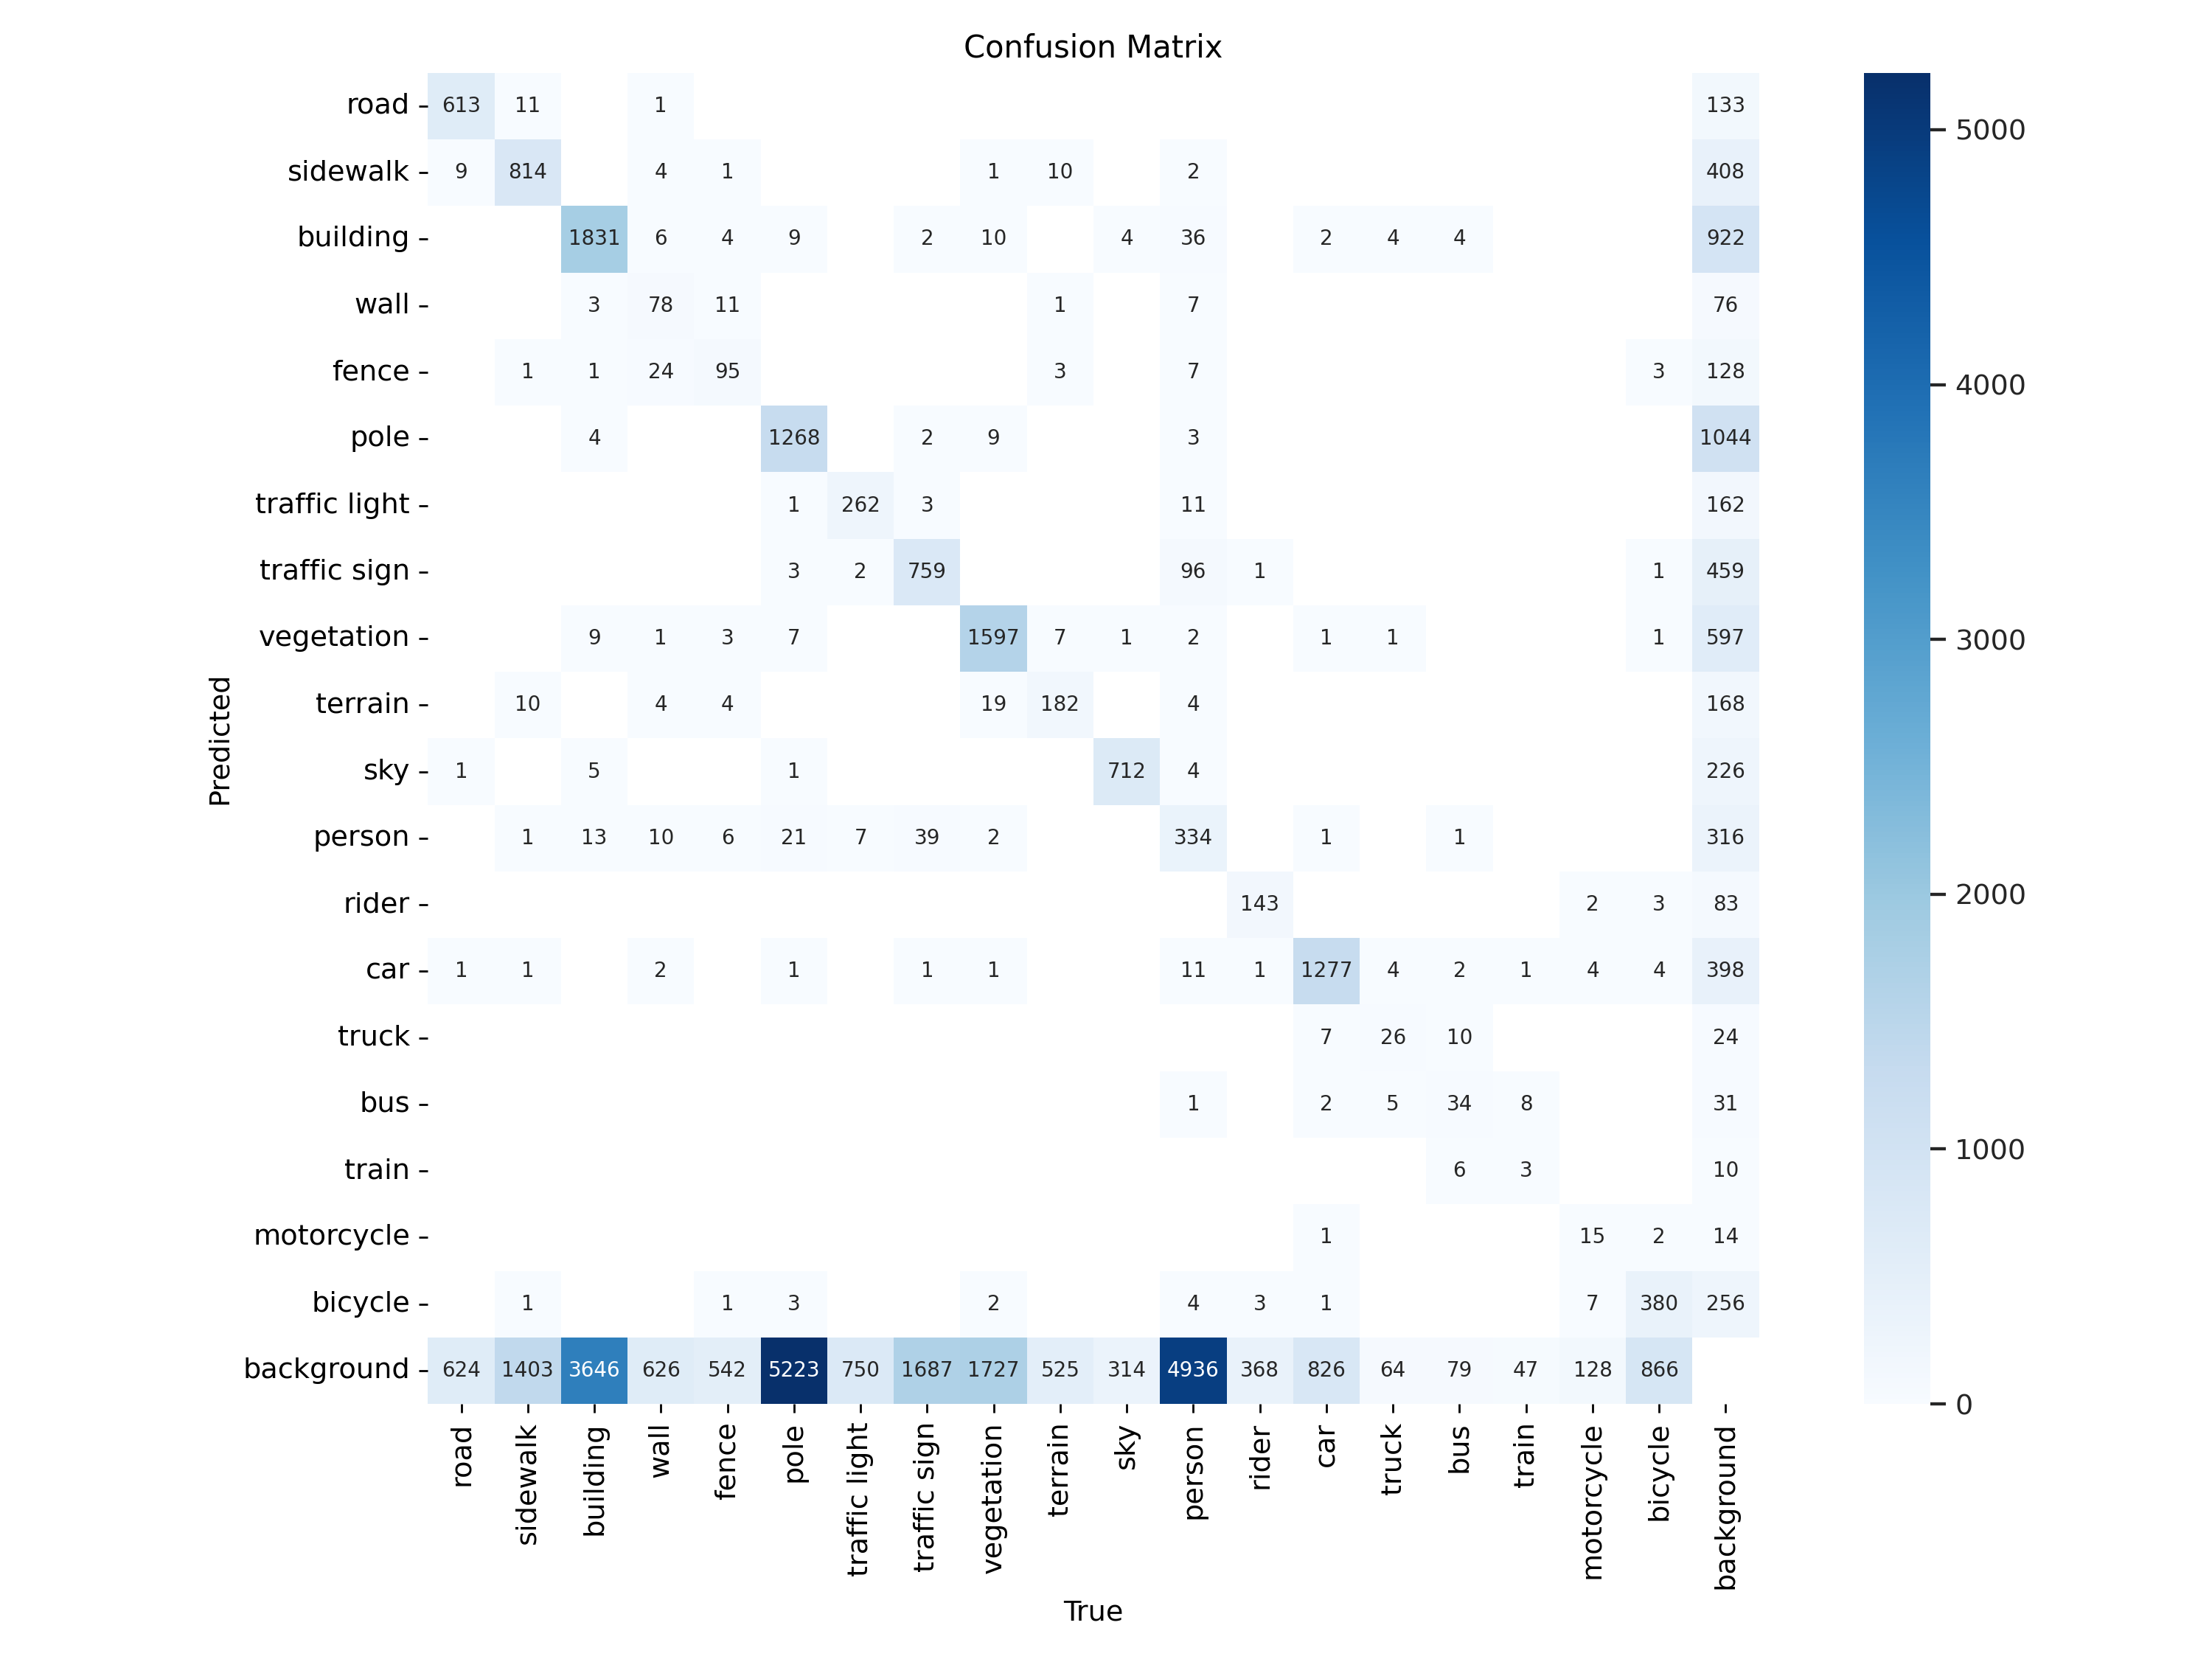 Confusion Matrix
road 613 11 1 133
sidewalk 9 814 4 1 1 10 2 408
building 1831 6 4 9 2 10 4 36 2 4 4 922
wall 3 78 11 1 7 76
fence 1 1 24 95 3 7 3 128
pole 4 1268 2 9 3 1044
traffic light 1 262 3 11 162
traffic sign 3 2 759 96 1 1 459
vegetation 9 1 3 7 1597 7 1 2 1 1 1 597
terrain 10 4 4 19 182 4 168
sky 1 5 1 712 4 226
person 1 13 10 6 21 7 39 2 334 1 1 316
rider 143 2 3 83
car 1 1 2 1 1 1 11 1 1277 4 2 1 4 4 398
truck 7 26 10 24
bus 1 2 5 34 8 31
train 6 3 10
motorcycle 1 15 2 14
bicycle 1 1 3 2 4 3 1 7 380 256
background 624 1403 3646 626 542 5223 750 1687 1727 525 314 4936 368 826 64 79 47 128 866
road sidewalk building wall fence pole traffic light traffic sign vegetation terrain sky person rider car truck bus train motorcycle bicycle background
True
Predicted
5000
4000
3000
2000
1000
0